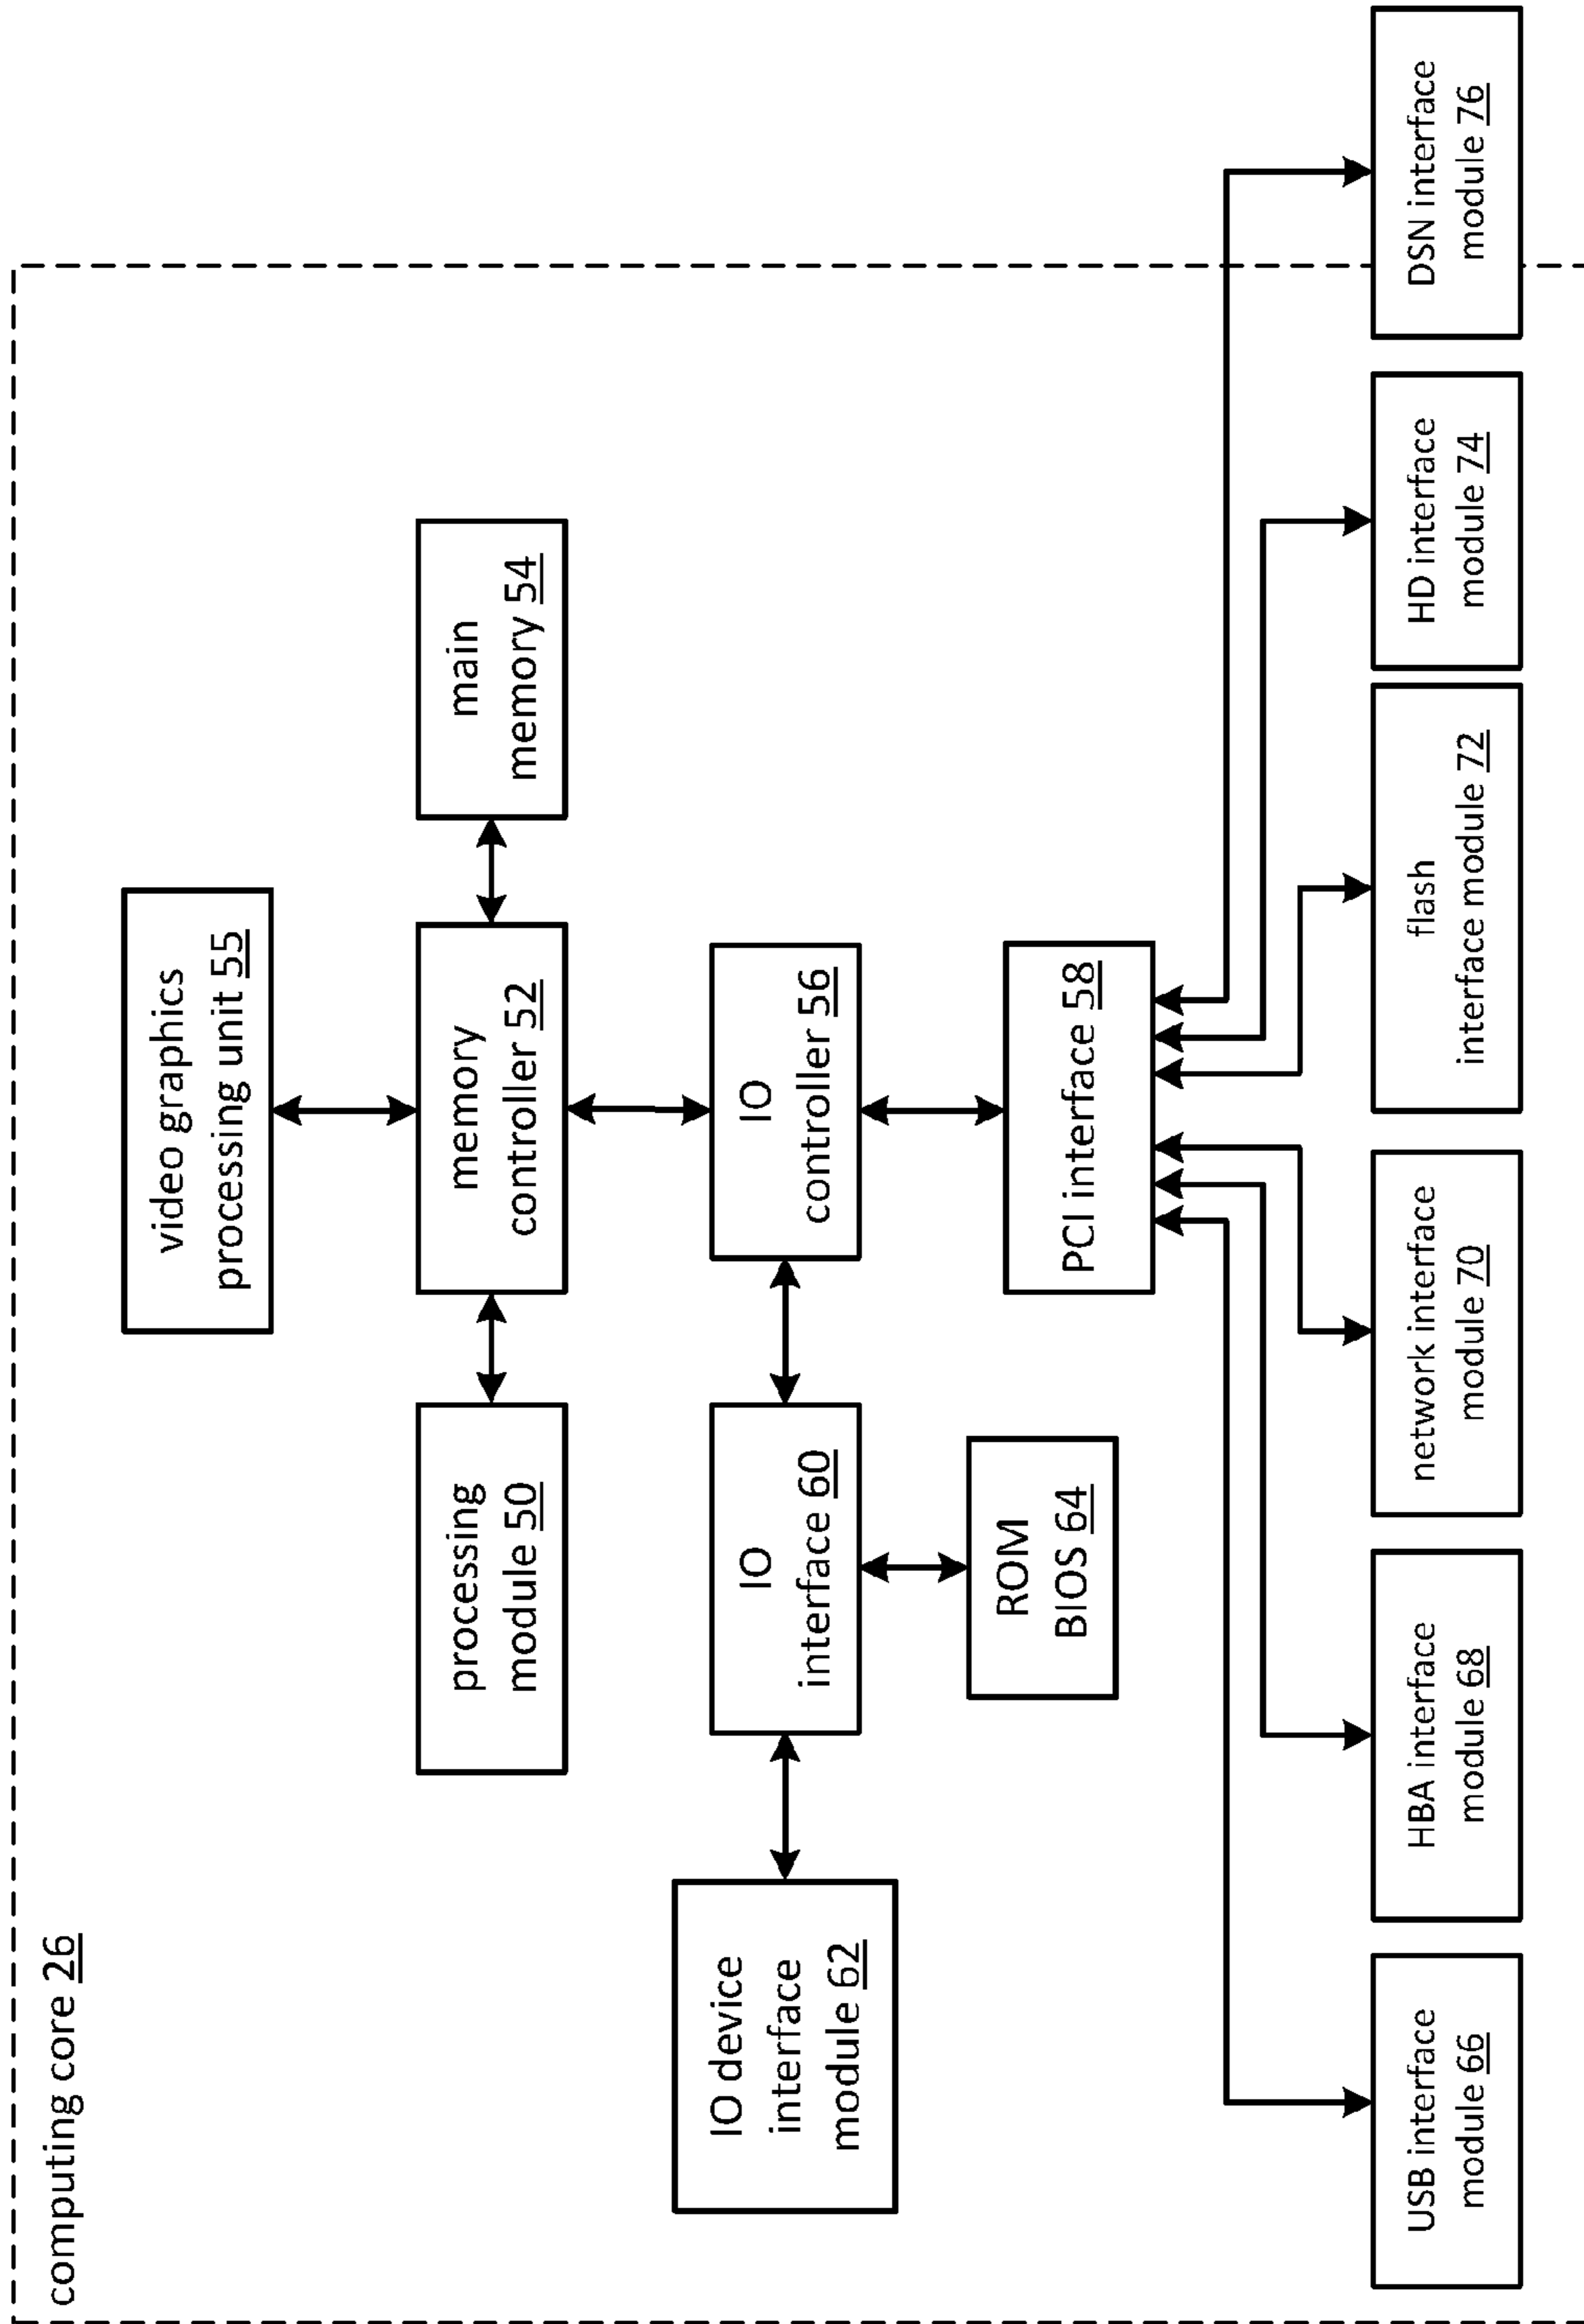 computing core 26
video graphics
processing unit 55
processing
module 50
memory
controller 52
main
memory 54
IO device
interface
module 62
IO
interface 60
IO
controller 56
ROM
BIOS 64
PCI interface 58
USB interface
module 66
HBA interface
module 68
network interface
module 70
flash
interface module 72
HD interface
module 74
DSN interface
module 76